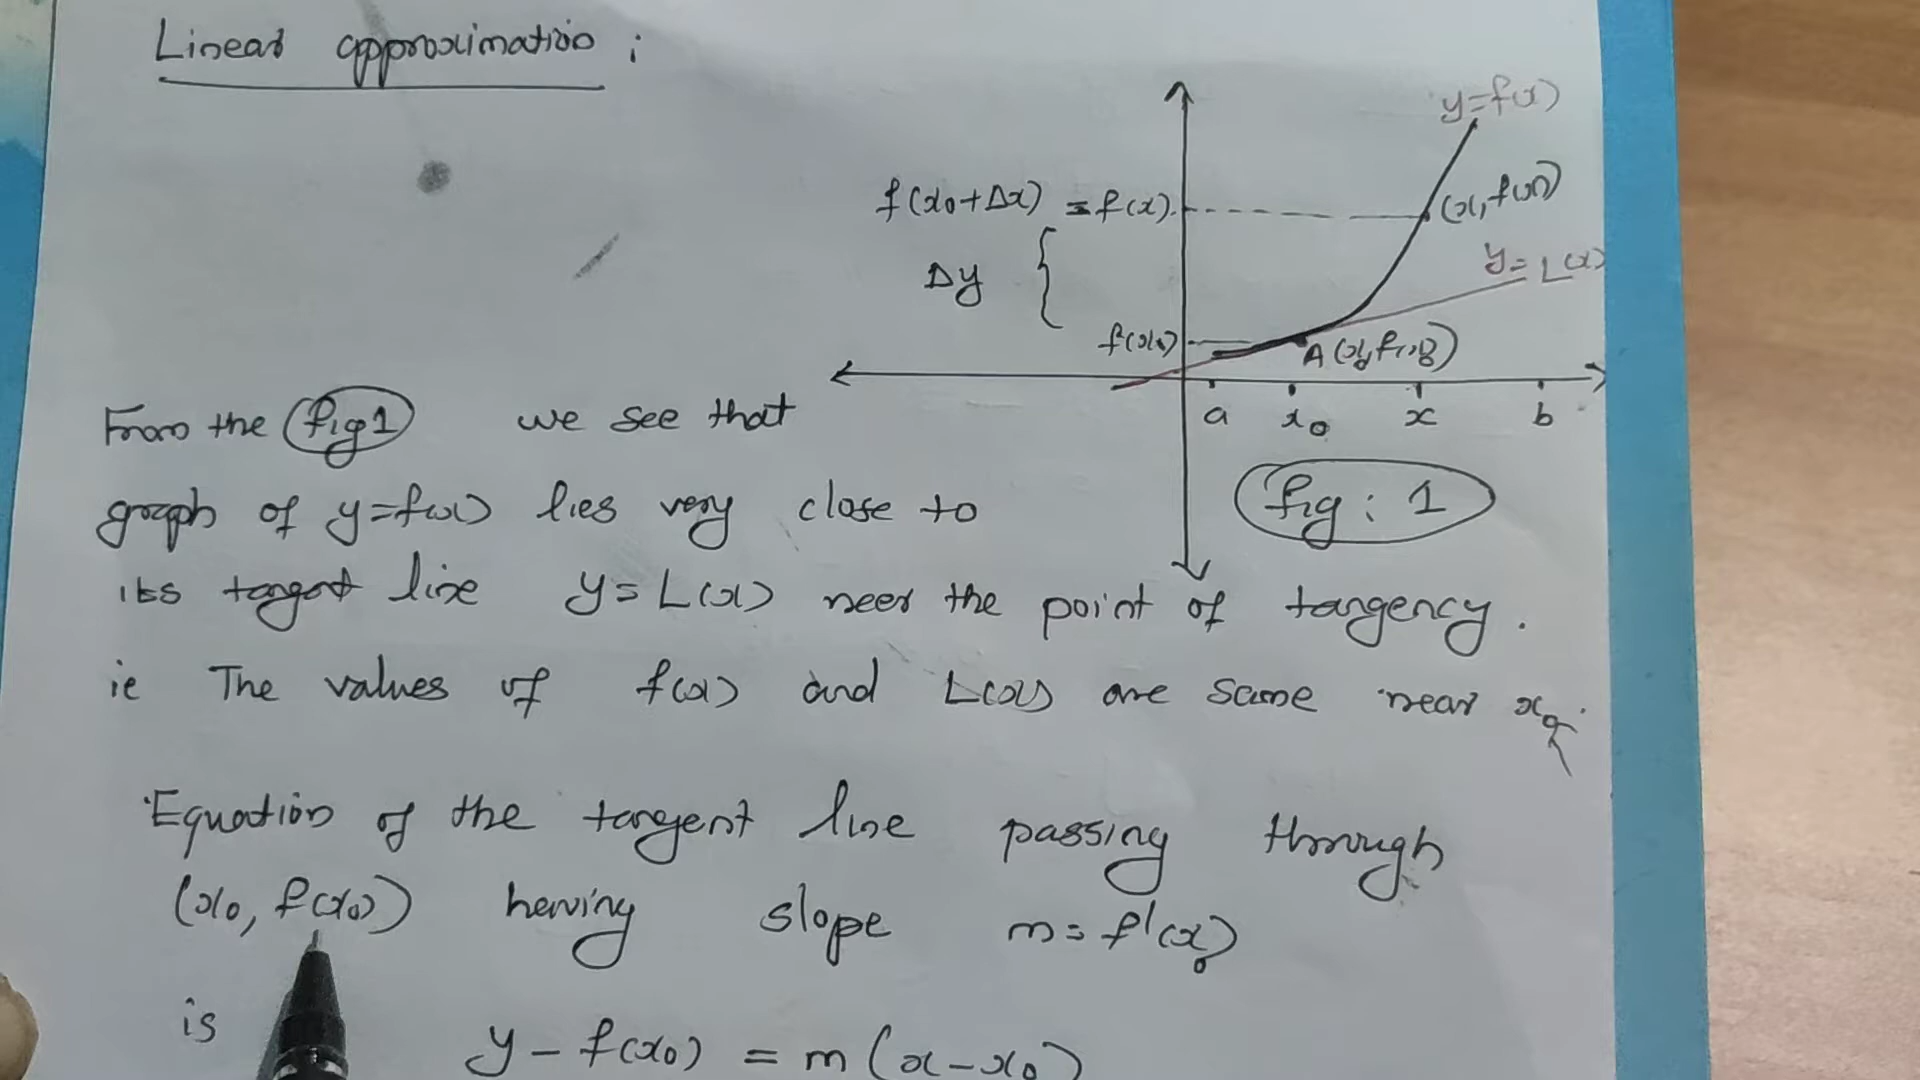 Linear approximation :
y=f(x)
f(x₀+Δx) = f(x)
(x, f(x))
Δy {
y= L(x)
f(x₀)
A (x₀, f(x₀))
a x₀ x b
From the fig 1 we see that
fig : 1
graph of y=f(x) lies very close to
its tangent line y= L(x) neer the point of tangency .
ie The values of f(x) and L(x) are same near x₀.
Equation of the tangent line passing through
(x₀, f(x₀)) having slope m= f'(x₀)
is
y - f(x₀) = m (x-x₀)